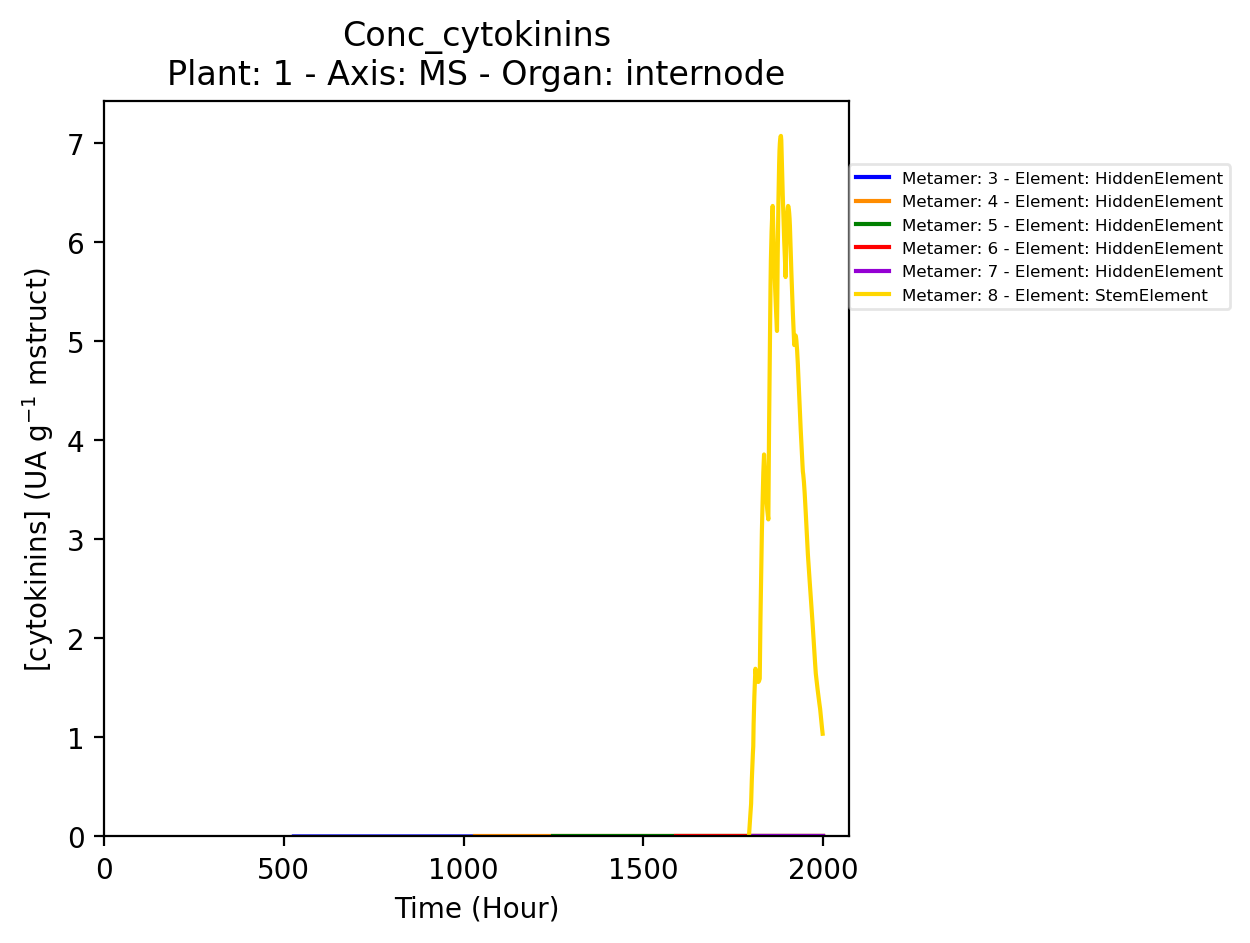 Conc_cytokinins
Plant: 1 - Axis: MS - Organ: internode
7
6
5
4
3
2
1
0
[cytokinins] (UA g⁻¹ mstruct)
0 500 1000 1500 2000
Time (Hour)
Metamer: 3 - Element: HiddenElement
Metamer: 4 - Element: HiddenElement
Metamer: 5 - Element: HiddenElement
Metamer: 6 - Element: HiddenElement
Metamer: 7 - Element: HiddenElement
Metamer: 8 - Element: StemElement